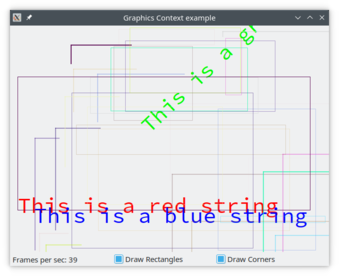 Graphics Context example
This is a gr
This is a red string
This is a blue string
Frames per sec: 39 Draw Rectangles Draw Corners